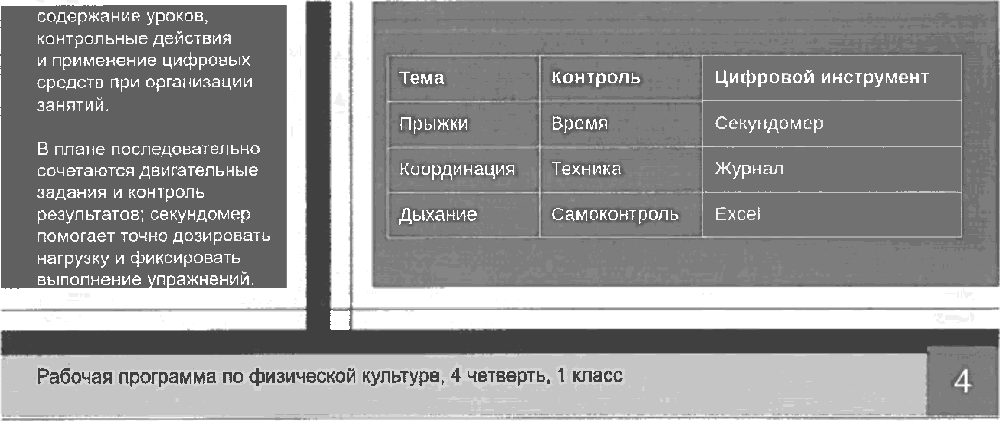 содержание уроков,
контрольные действия
и применение цифровых
средств при организации
занятий.
В плане последовательно
сочетаются двигательные
задания и контроль
результатов; секундомер
помогает точно дозировать
нагрузку и фиксировать
выполнение упражнений.
Тема Контроль Цифровой инструмент
Прыжки Время Секундомер
Координация Техника Журнал
Дыхание Самоконтроль Excel
Рабочая программа по физической культуре, 4 четверть, 1 класс
4